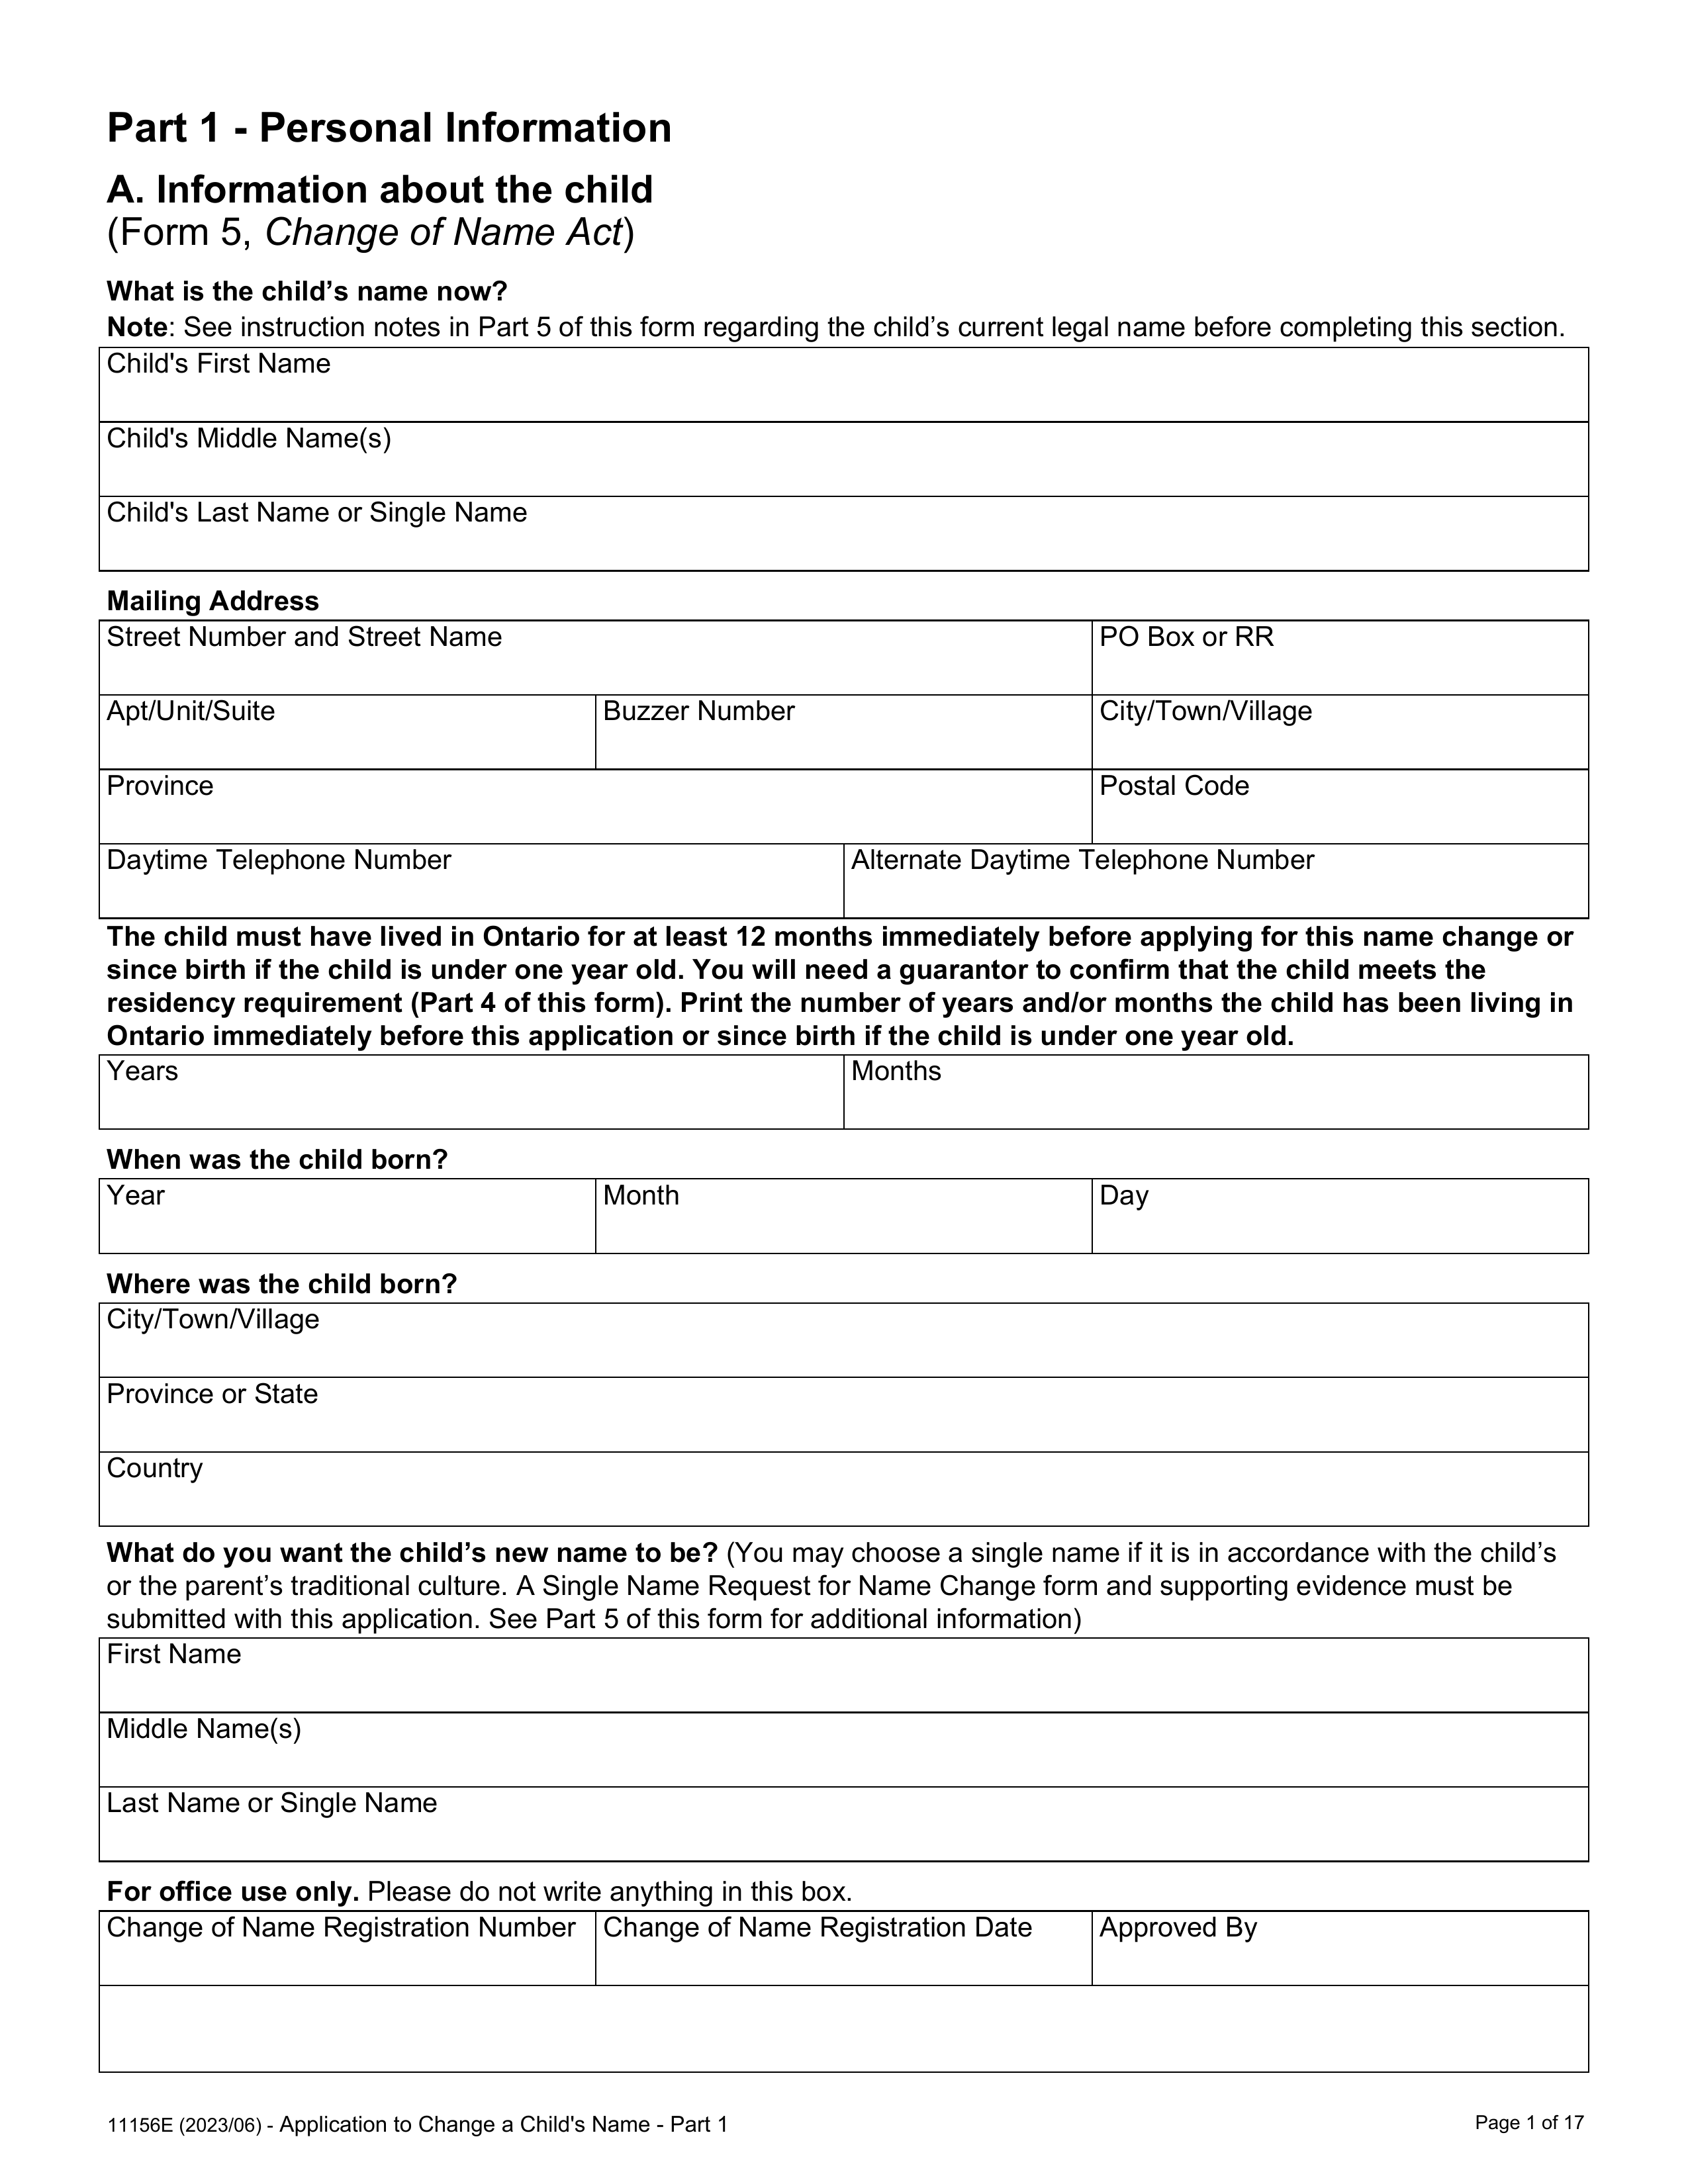 Part 1 - Personal Information
A. Information about the child
(Form 5, Change of Name Act)
What is the child’s name now?
Note: See instruction notes in Part 5 of this form regarding the child’s current legal name before completing this section.
Child's First Name
Child's Middle Name(s)
Child's Last Name or Single Name
Mailing Address
Street Number and Street Name
PO Box or RR
Apt/Unit/Suite
Buzzer Number
City/Town/Village
Province
Postal Code
Daytime Telephone Number
Alternate Daytime Telephone Number
The child must have lived in Ontario for at least 12 months immediately before applying for this name change or
since birth if the child is under one year old. You will need a guarantor to confirm that the child meets the
residency requirement (Part 4 of this form). Print the number of years and/or months the child has been living in
Ontario immediately before this application or since birth if the child is under one year old.
Years
Months
When was the child born?
Year
Month
Day
Where was the child born?
City/Town/Village
Province or State
Country
What do you want the child’s new name to be? (You may choose a single name if it is in accordance with the child’s
or the parent’s traditional culture. A Single Name Request for Name Change form and supporting evidence must be
submitted with this application. See Part 5 of this form for additional information)
First Name
Middle Name(s)
Last Name or Single Name
For office use only. Please do not write anything in this box.
Change of Name Registration Number
Change of Name Registration Date
Approved By
11156E (2023/06) - Application to Change a Child's Name - Part 1
Page 1 of 17